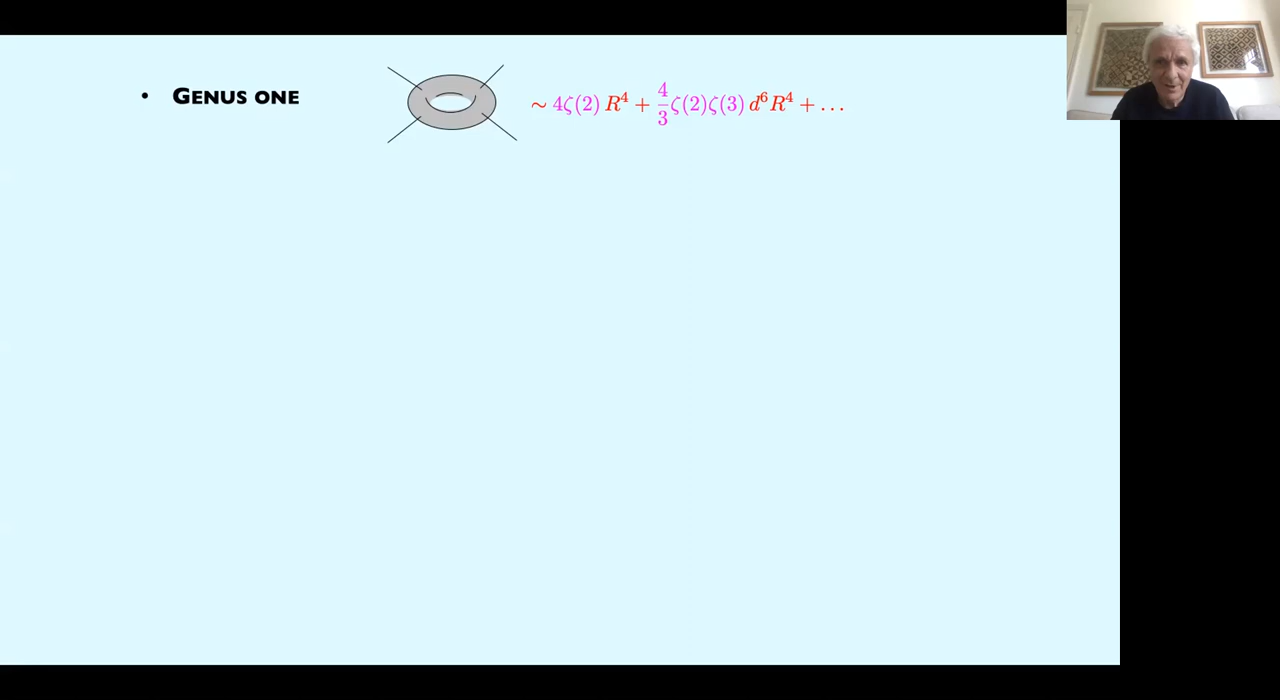 • GENUS ONE
∼ 4ζ(2) R⁴ + 4/3 ζ(2)ζ(3) d⁶R⁴ + …